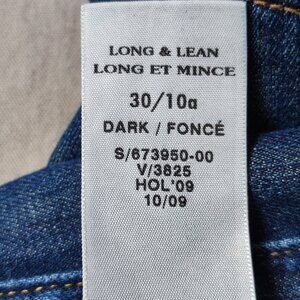 LONG & LEAN
LONG ET MINCE
30/10a
DARK / FONCÉ
S/673950-00
V/3825
HOL'09
10/09